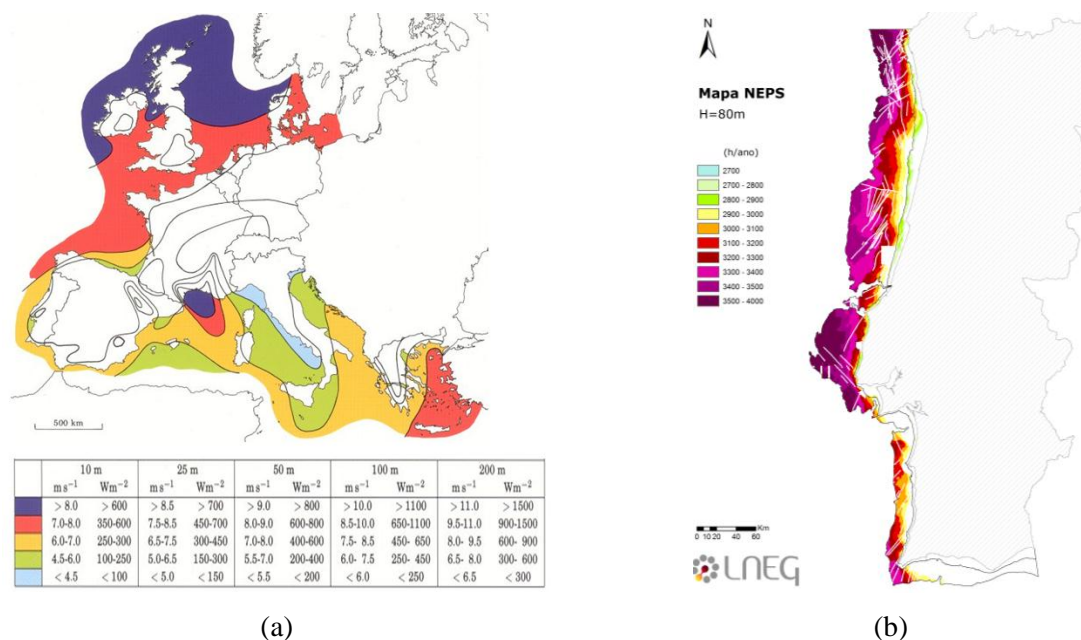 500 km
10 m 25 m 50 m 100 m 200 m
m s⁻¹ Wm⁻² m s⁻¹ Wm⁻² m s⁻¹ Wm⁻² m s⁻¹ Wm⁻² m s⁻¹ Wm⁻²
> 8.0 > 600 > 8.5 > 700 > 9.0 > 800 > 10.0 > 1100 > 11.0 > 1500
7.0-8.0 350-600 7.5-8.5 450-700 8.0-9.0 600-800 8.5-10.0 650-1100 9.5-11.0 900-1500
6.0-7.0 250-300 6.5-7.5 300-450 7.0-8.0 400-600 7.5- 8.5 450- 650 8.0- 9.5 600- 900
4.5-6.0 100-250 5.0-6.5 150-300 5.5-7.0 200-400 6.0- 7.5 250- 450 6.5- 8.0 300- 600
< 4.5 < 100 < 5.0 < 150 < 5.5 < 200 < 6.0 < 250 < 6.5 < 300
(a)
N
Mapa NEPS
H=80m
(h/ano)
2700
2700 - 2800
2800 - 2900
2900 - 3000
3000 - 3100
3100 - 3200
3200 - 3300
3300 - 3400
3400 - 3500
3500 - 4000
0 10 20 40 60 Km
LNEG
(b)